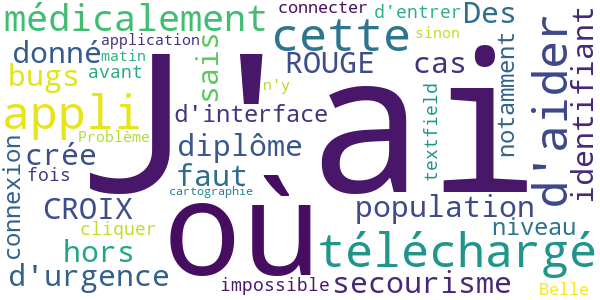 médicalement
connecter
d'entrer
Des
cette
sinon
donné
application
matin
avant
sais
ROUGE
cas
bugs
n'y
J'ai
d'aider
identifiant
notamment
appli
d'interface
textfield
Problème
diplôme
crée
fois
faut
cartographie
connexion
où
CROIX
population
cliquer
niveau
hors
téléchargé
d'urgence
impossible
secourisme
Belle